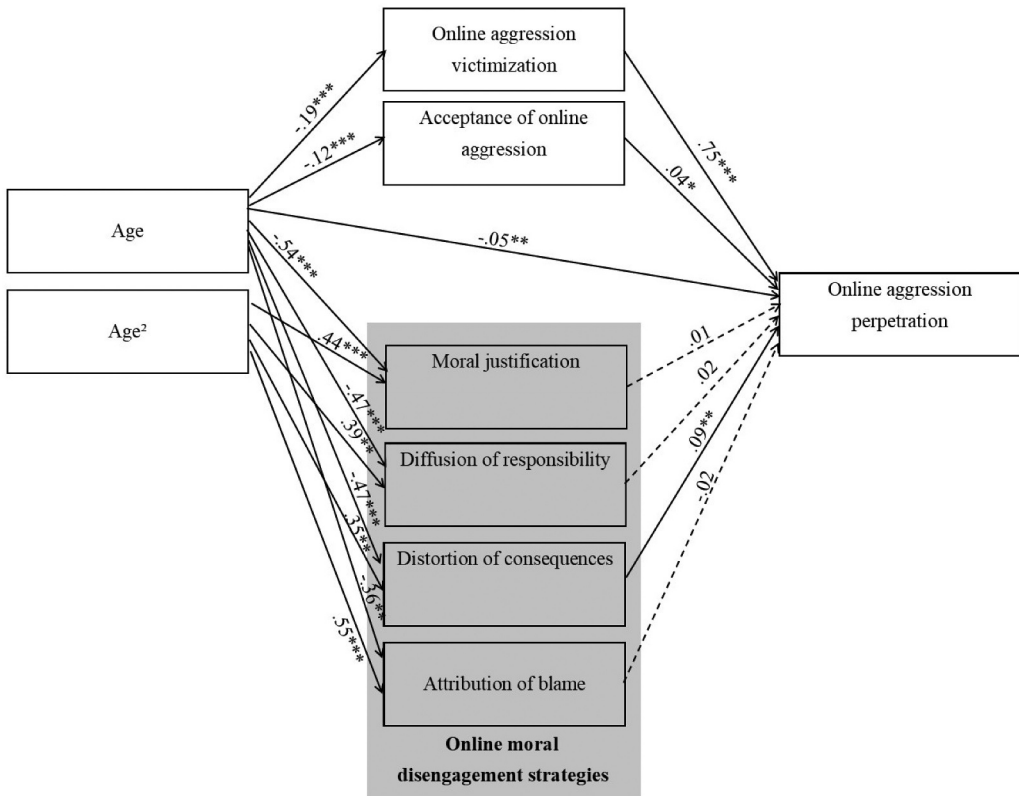 Online aggression
victimization
Acceptance of online
aggression
Age
Age²
Online aggression
perpetration
Moral justification
Diffusion of responsibility
Distortion of consequences
Attribution of blame
Online moral
disengagement strategies
-.19***
-.12***
-.05**
-.54***
.44***
-.47***
.39**
-.47***
.35**
-.36**
.55***
.75***
.04*
.01
.02
.09**
-.02